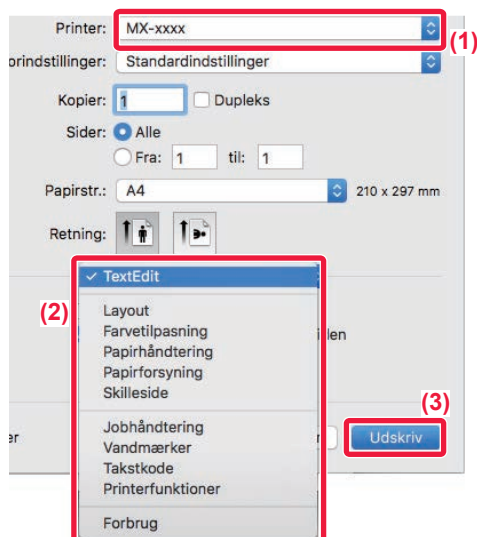 Printer: MX-xxxx
(1)
orindstillinger: Standardindstillinger
Kopier: 1 Dupleks
Sider: Alle
Fra: 1 til: 1
Papirstr.: A4 210 x 297 mm
Retning:
✓ TextEdit
(2)
Layout
Farvetilpasning
Papirhåndtering
Papirforsyning
Skilleside
Jobhåndtering
Vandmærker
Takstkode
Printerfunktioner
Forbrug
(3)
er
Udskriv